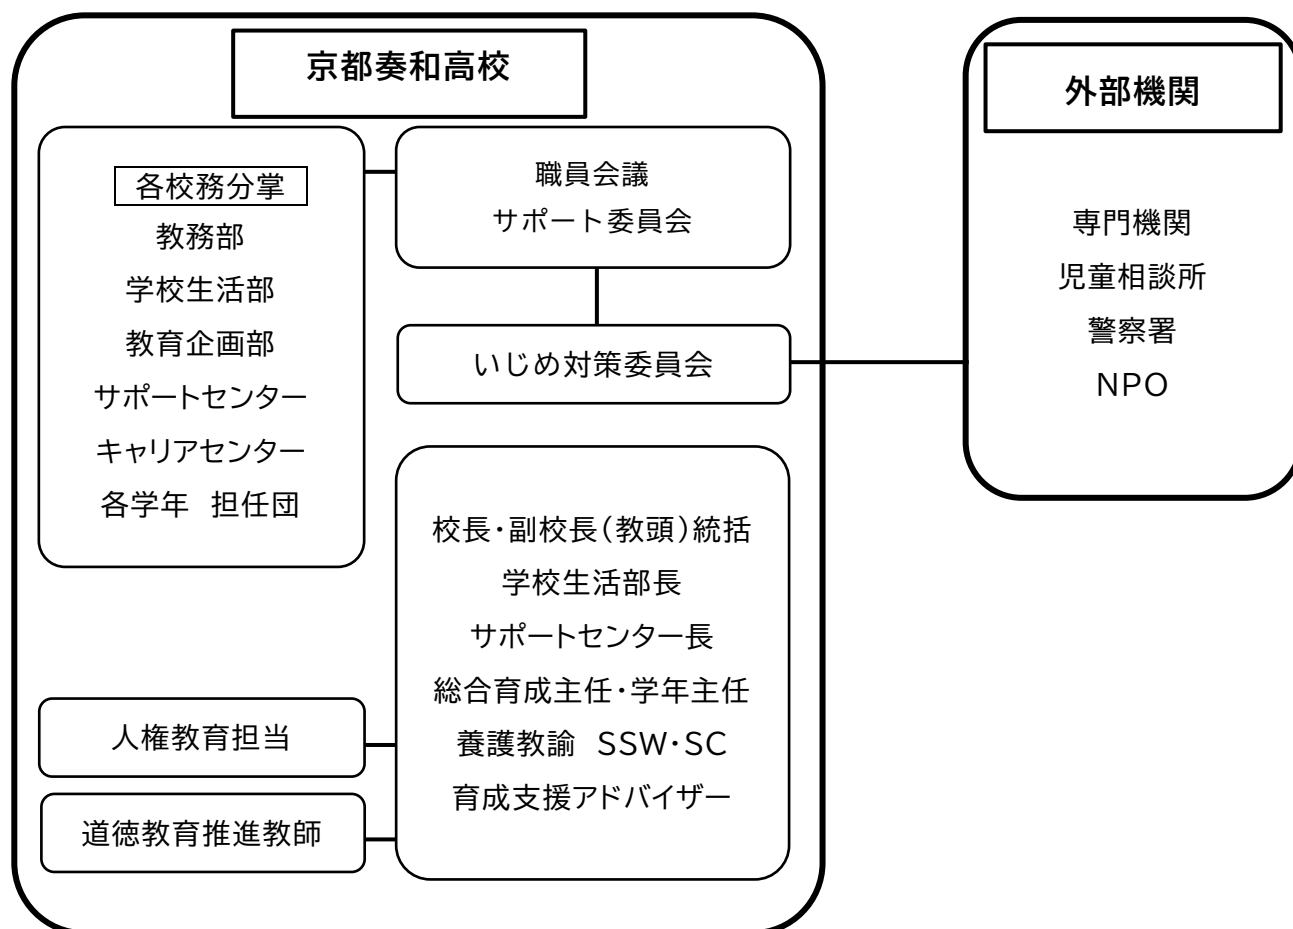 京都奏和高校
各校務分掌
教務部
学校生活部
教育企画部
サポートセンター
キャリアセンター
各学年　担任団
職員会議
サポート委員会
いじめ対策委員会
校長・副校長（教頭）統括
学校生活部長
サポートセンター長
総合育成主任・学年主任
養護教諭　SSW・SC
育成支援アドバイザー
人権教育担当
道徳教育推進教師
外部機関
専門機関
児童相談所
警察署
NPO